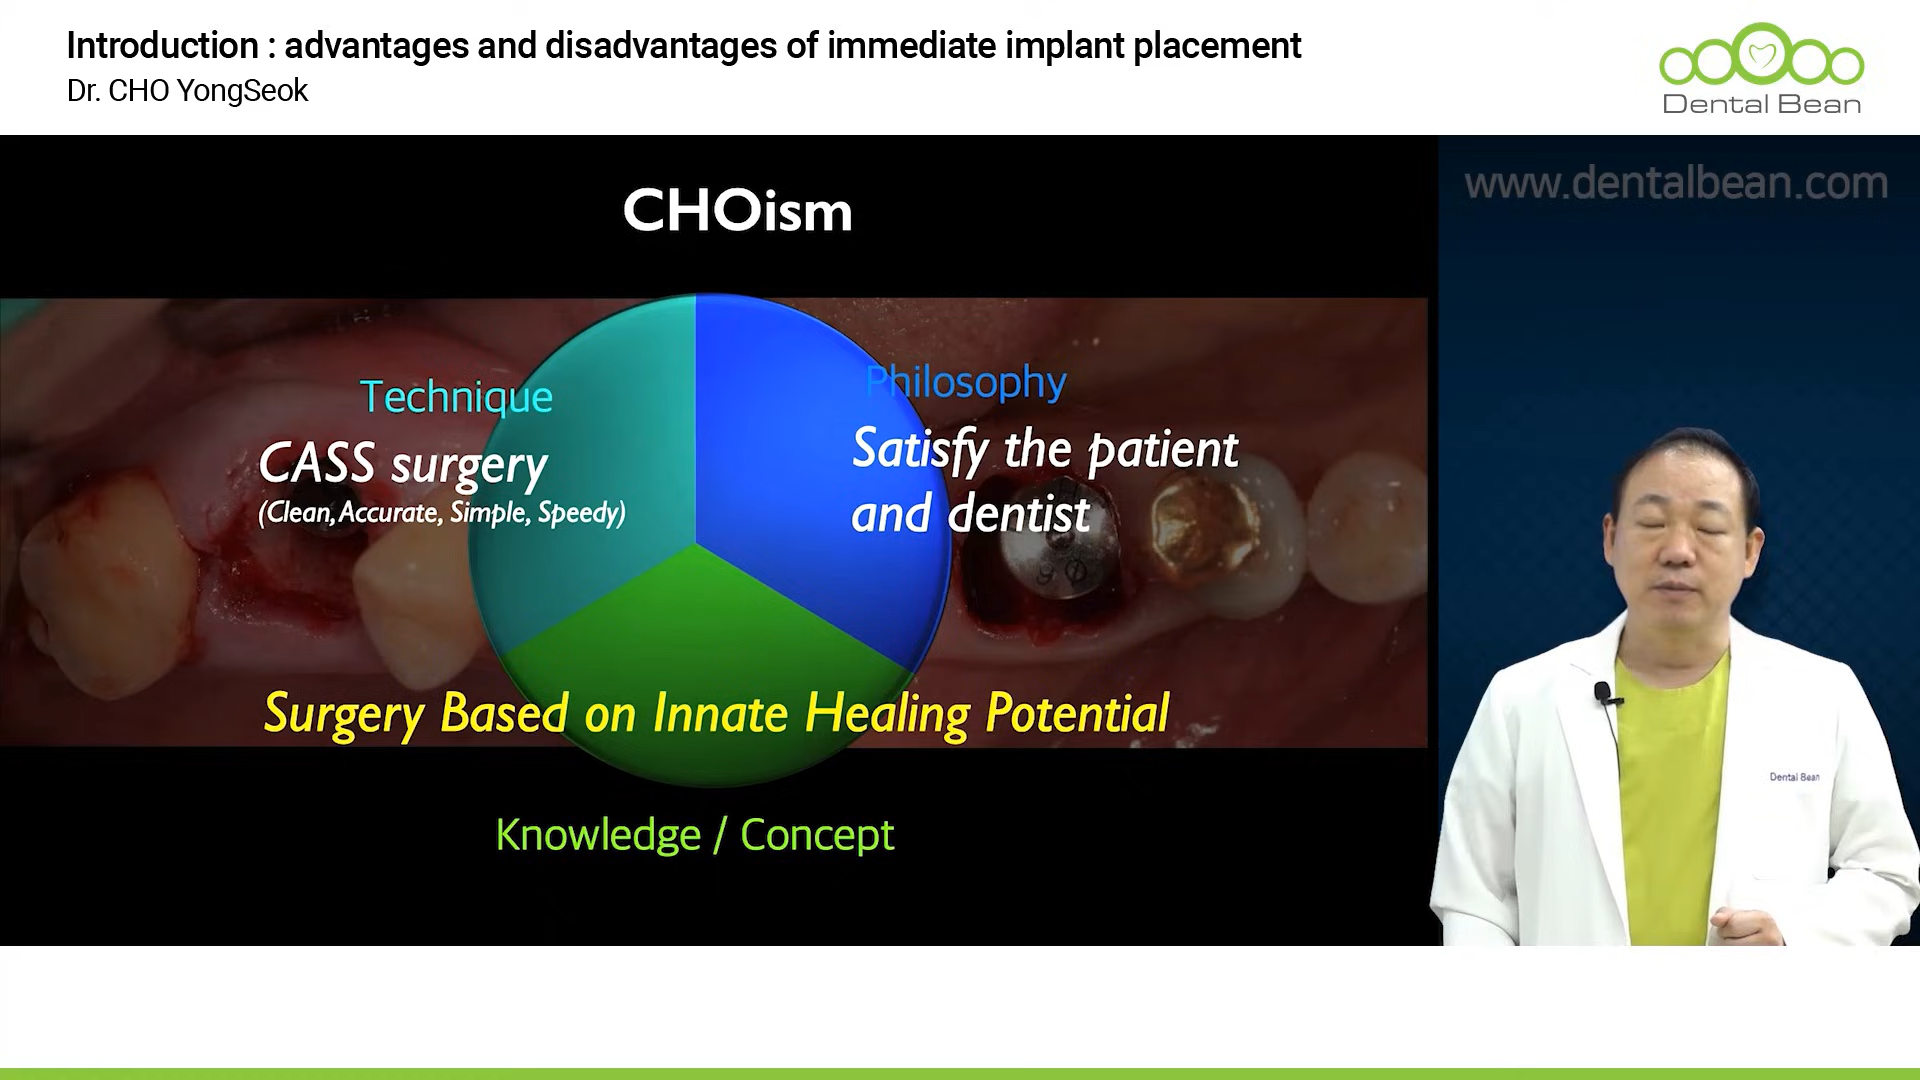 Introduction : advantages and disadvantages of immediate implant placement
Dr. CHO YongSeok
Dental Bean
www.dentalbean.com
CHOism
Technique
CASS surgery
(Clean, Accurate, Simple, Speedy)
Philosophy
Satisfy the patient
and dentist
Surgery Based on Innate Healing Potential
Knowledge / Concept
Dental Bean